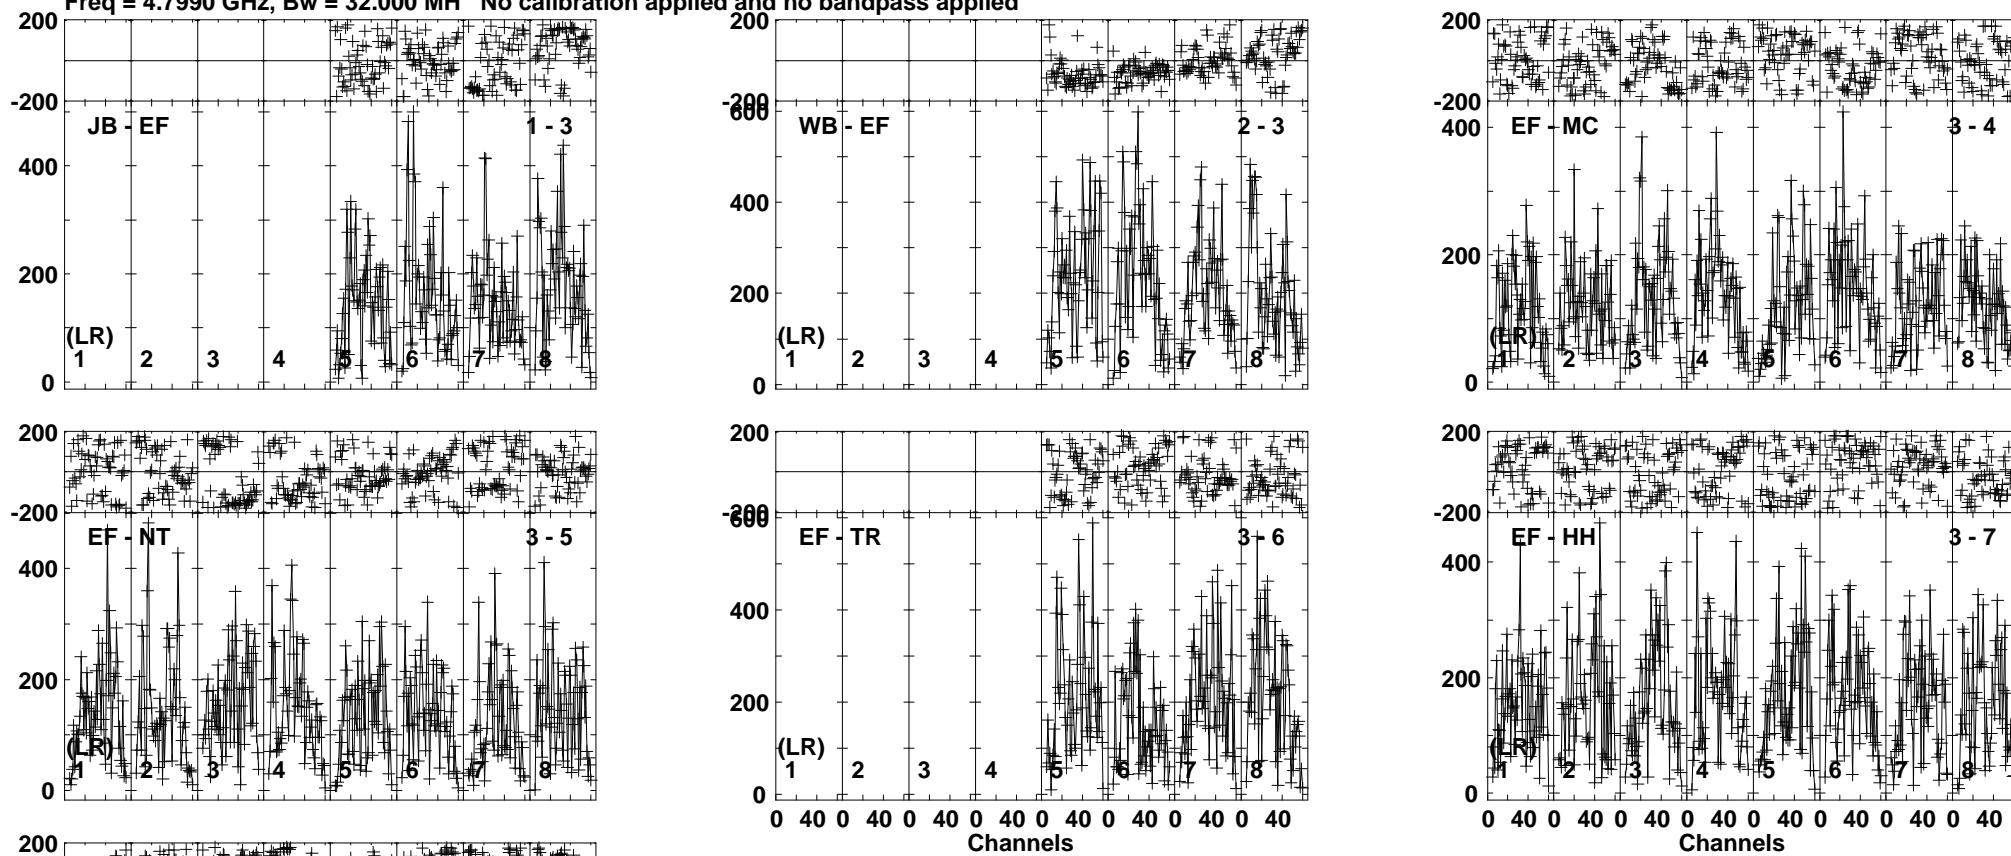 Freq = 4.7990 GHz, Bw = 32.000 MH No calibration applied and no bandpass applied
200
-200
JB - EF 1 - 3
400
200
0
(LR)
1 2 3 4 5 6 7 8
200
-200
600
WB - EF 2 - 3
400
200
0
(LR)
1 2 3 4 5 6 7 8
200
-200
EF - MC 3 - 4
400
200
0
(LR)
1 2 3 4 5 6 7 8
200
-200
EF - NT 3 - 5
400
200
0
(LR)
1 2 3 4 5 6 7 8
200
-200
600
EF - TR 3 - 6
400
200
0
(LR)
1 2 3 4 5 6 7 8
0 40 0 40 0 40 0 40 0 40 0 40 0 40 0 40
Channels
200
-200
EF - HH 3 - 7
400
200
0
(LR)
1 2 3 4 5 6 7 8
0 40 0 40 0 40 0 40 0 40 0 40 0 40 0 40
Channels
200